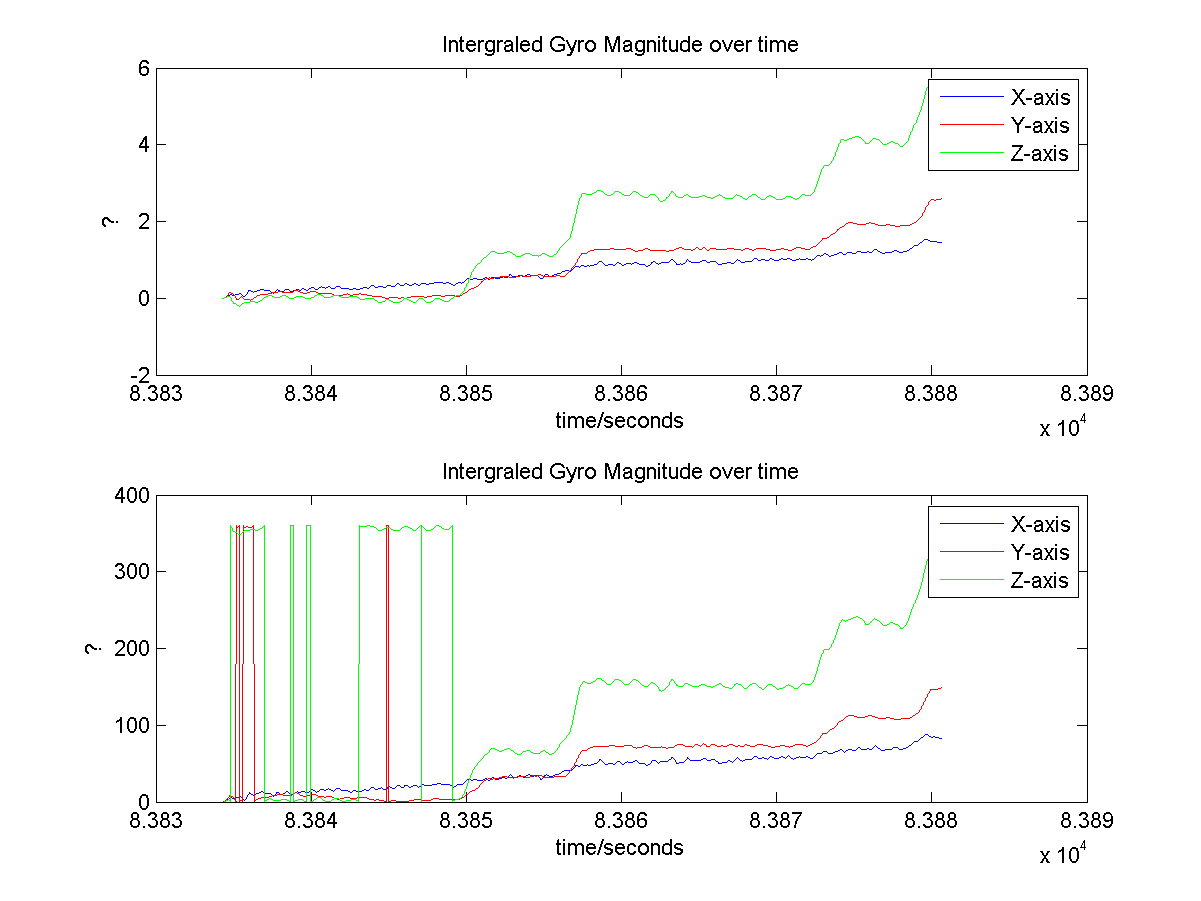 Intergraled Gyro Magnitude over time
6
4
2
0
-2
?
X-axis
Y-axis
Z-axis
8.383 8.384 8.385 8.386 8.387 8.388 8.389
time/seconds
x 10^4
Intergraled Gyro Magnitude over time
400
300
200
100
0
?
X-axis
Y-axis
Z-axis
8.383 8.384 8.385 8.386 8.387 8.388 8.389
time/seconds
x 10^4